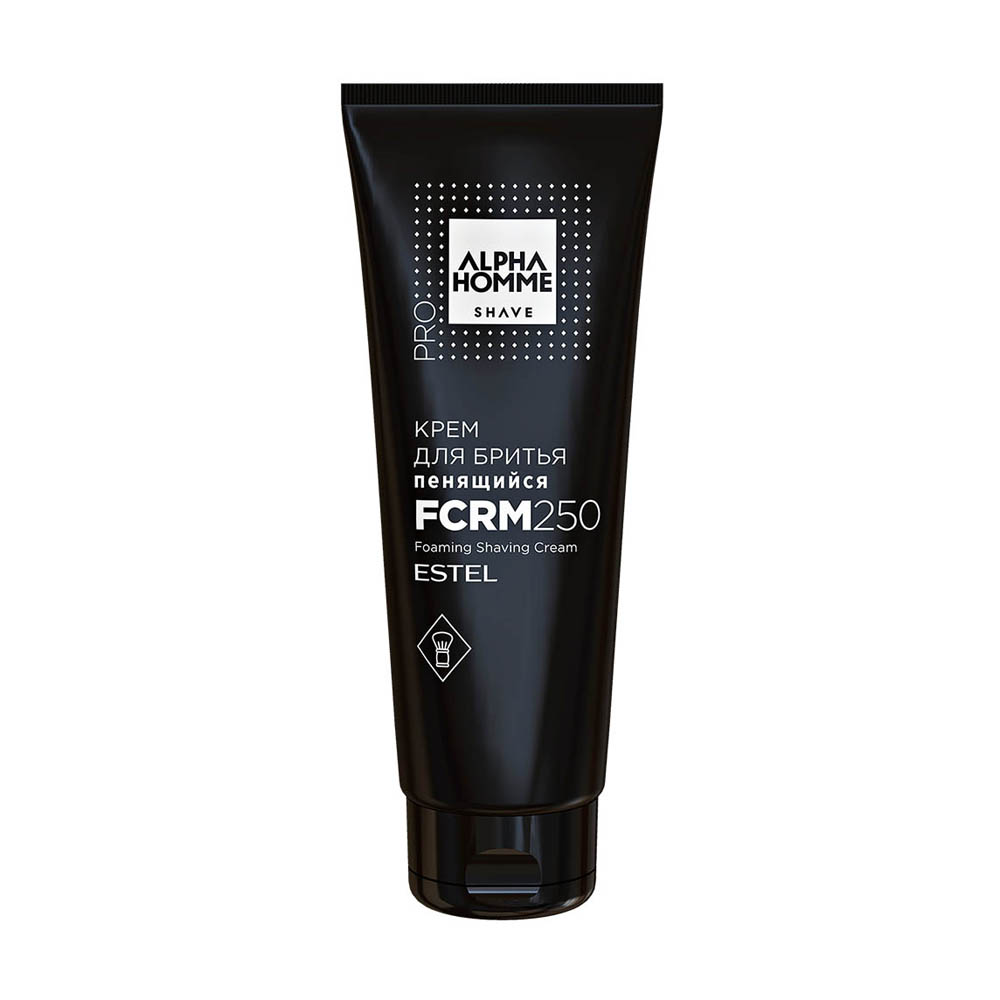 ALPHA
HOMME
SHAVE
PRO
КРЕМ
ДЛЯ БРИТЬЯ
пенящийся
FCRM250
Foaming Shaving Cream
ESTEL